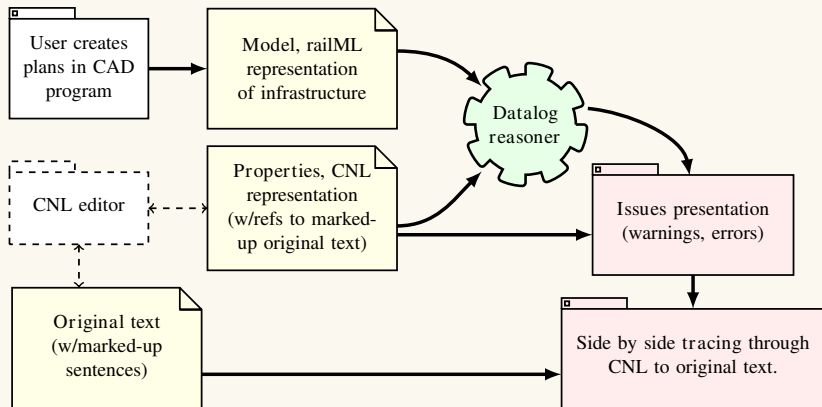 User creates
plans in CAD
program
Model, railML
representation
of infrastructure
Datalog
reasoner
CNL editor
Properties, CNL
representation
(w/refs to marked-
up original text)
Issues presentation
(warnings, errors)
Original text
(w/marked-up
sentences)
Side by side tracing through
CNL to original text.